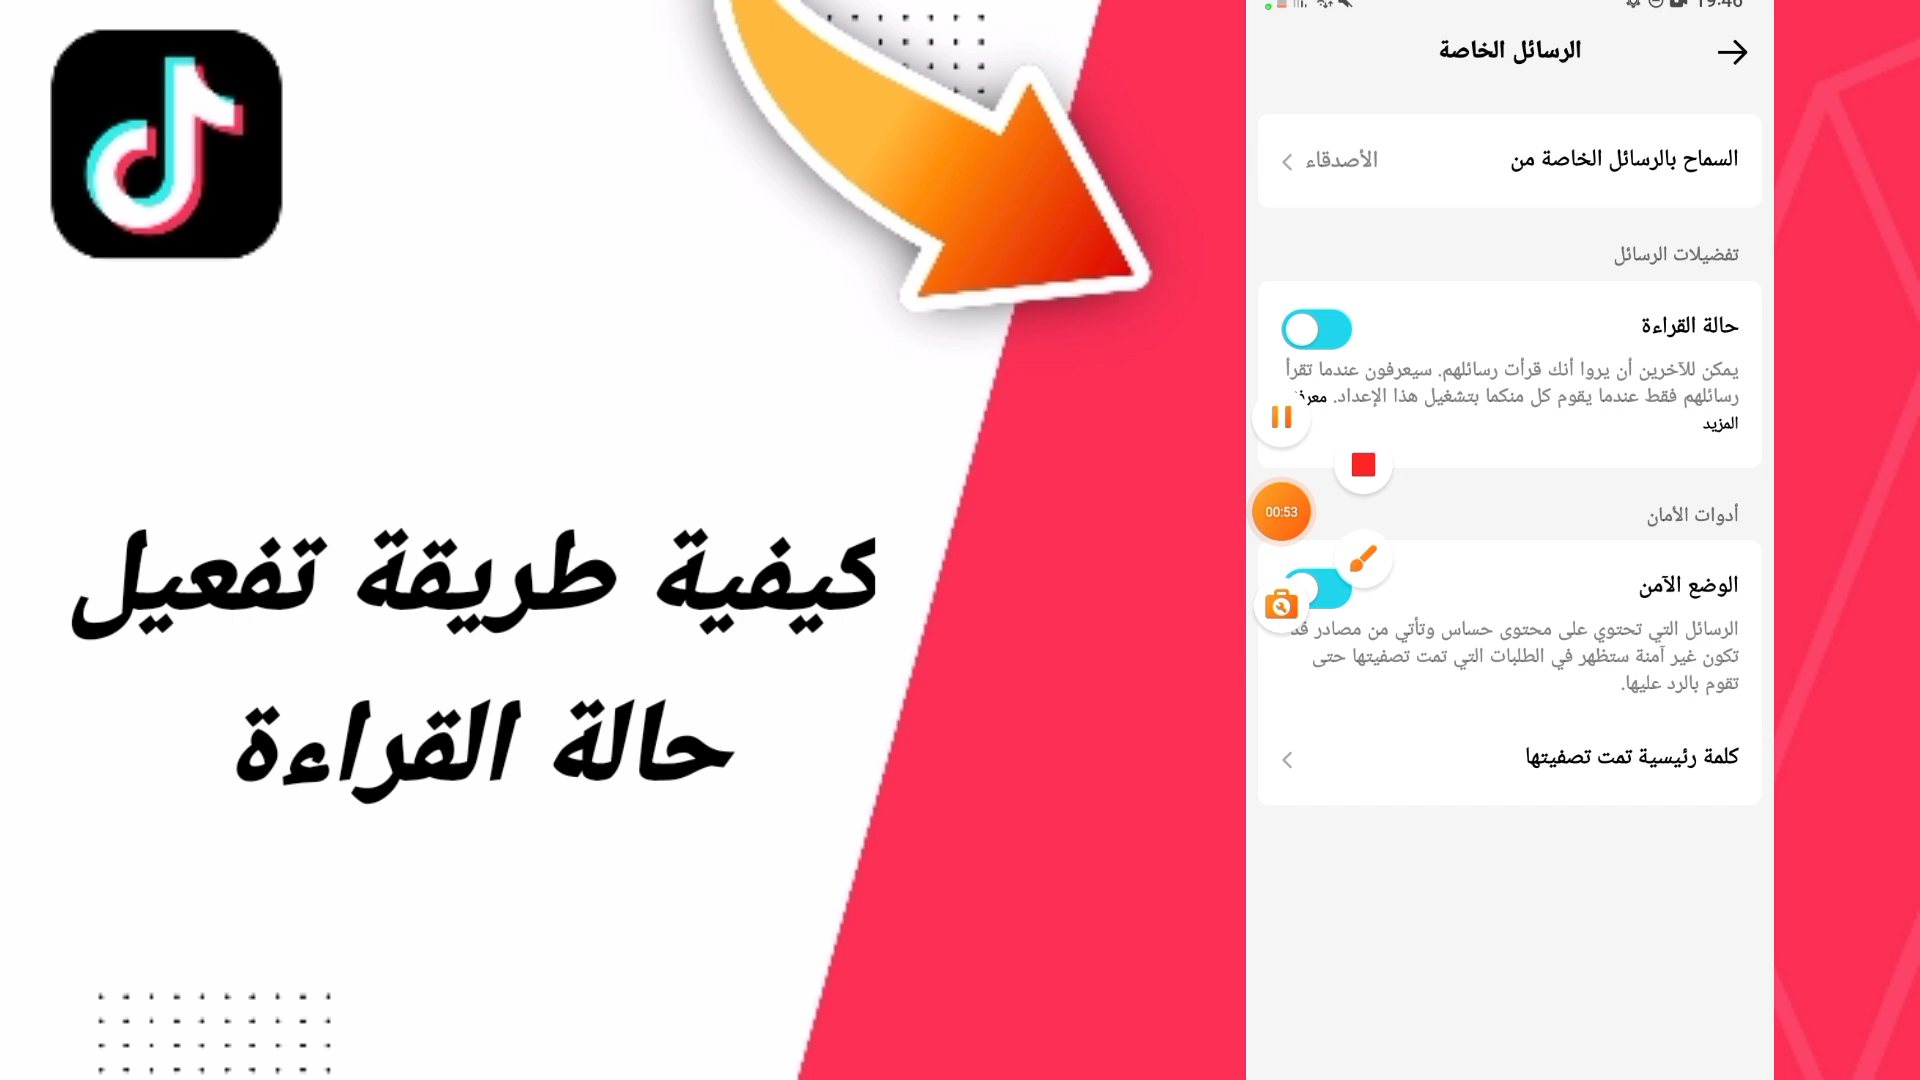 كيفية طريقة تفعيل
حالة القراءة
19:46
الرسائل الخاصة
السماح بالرسائل الخاصة من
الأصدقاء
تفضيلات الرسائل
حالة القراءة
يمكن للآخرين أن يروا أنك قرأت رسائلهم. سيعرفون عندما تقرأ
رسائلهم فقط عندما يقوم كل منكما بتشغيل هذا الإعداد.
المزيد
00:53
أدوات الأمان
الوضع الآمن
الرسائل التي تحتوي على محتوى حساس وتأتي من مصادر قد
تكون غير آمنة ستظهر في الطلبات التي تمت تصفيتها حتى
تقوم بالرد عليها.
كلمة رئيسية تمت تصفيتها